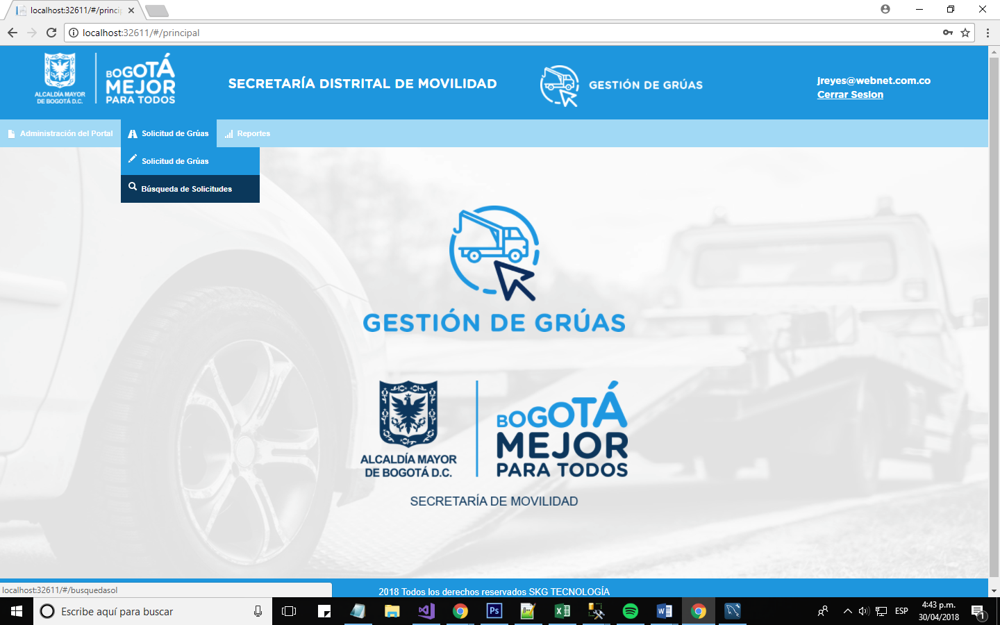 localhost:32611/#/princip
localhost:32611/#/principal
ALCALDÍA MAYOR
DE BOGOTÁ D.C.
BOGOTÁ
MEJOR
PARA TODOS
SECRETARÍA DISTRITAL DE MOVILIDAD
GESTIÓN DE GRÚAS
jreyes@webnet.com.co
Cerrar Sesion
Administración del Portal
Solicitud de Grúas
Reportes
Solicitud de Grúas
Búsqueda de Solicitudes
GESTIÓN DE GRÚAS
ALCALDÍA MAYOR
DE BOGOTÁ D.C.
BOGOTÁ
MEJOR
PARA TODOS
SECRETARÍA DE MOVILIDAD
localhost:32611/#/busquedasol
2018 Todos los derechos reservados SKG TECNOLOGÍA
Escribe aquí para buscar
Ps
ESP
4:43 p.m.
30/04/2018
1